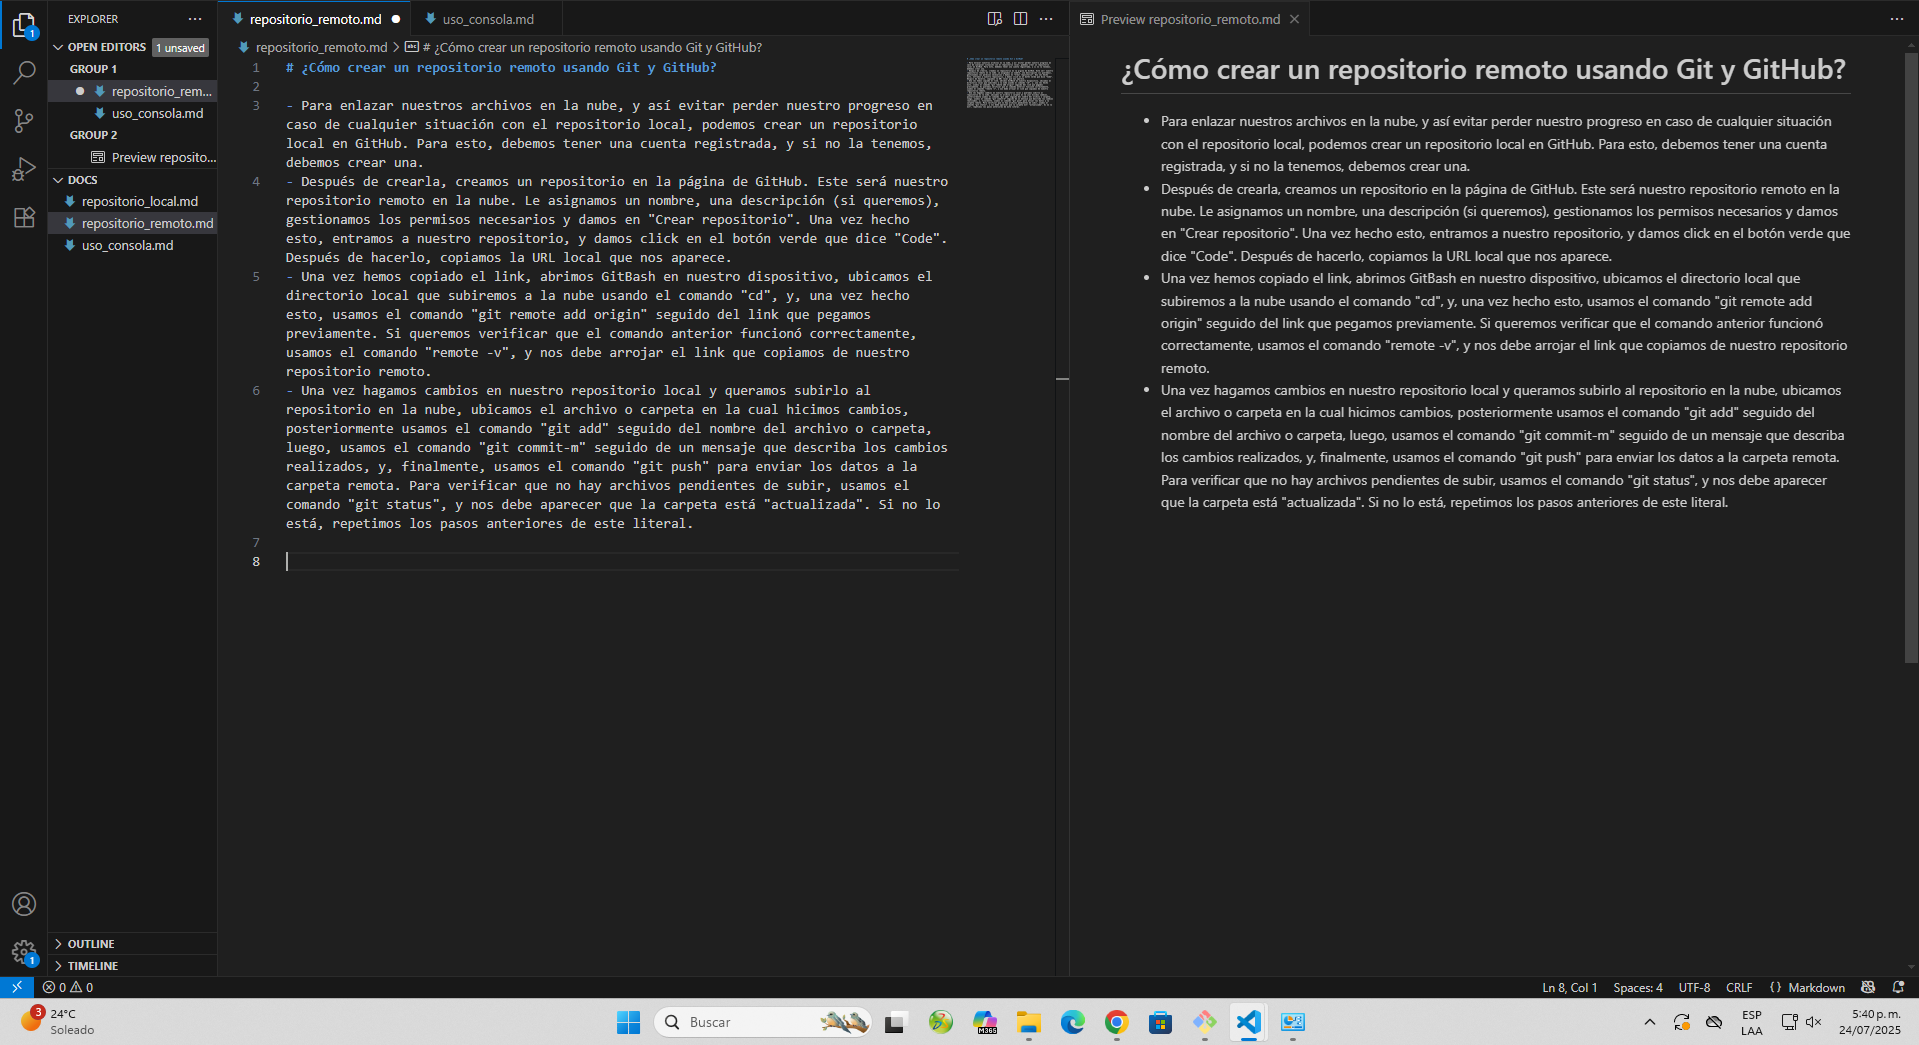 EXPLORER
OPEN EDITORS 1 unsaved
GROUP 1
repositorio_rem...
uso_consola.md
GROUP 2
Preview reposito...
DOCS
repositorio_local.md
repositorio_remoto.md
uso_consola.md
OUTLINE
TIMELINE
repositorio_remoto.md
uso_consola.md
repositorio_remoto.md > # ¿Cómo crear un repositorio remoto usando Git y GitHub?
1 # ¿Cómo crear un repositorio remoto usando Git y GitHub?
2
3 - Para enlazar nuestros archivos en la nube, y así evitar perder nuestro progreso en
caso de cualquier situación con el repositorio local, podemos crear un repositorio
local en GitHub. Para esto, debemos tener una cuenta registrada, y si no la tenemos,
debemos crear una.
4 - Después de crearla, creamos un repositorio en la página de GitHub. Este será nuestro
repositorio remoto en la nube. Le asignamos un nombre, una descripción (si queremos),
gestionamos los permisos necesarios y damos en "Crear repositorio". Una vez hecho
esto, entramos a nuestro repositorio, y damos click en el botón verde que dice "Code".
Después de hacerlo, copiamos la URL local que nos aparece.
5 - Una vez hemos copiado el link, abrimos GitBash en nuestro dispositivo, ubicamos el
directorio local que subiremos a la nube usando el comando "cd", y, una vez hecho
esto, usamos el comando "git remote add origin" seguido del link que pegamos
previamente. Si queremos verificar que el comando anterior funcionó correctamente,
usamos el comando "remote -v", y nos debe arrojar el link que copiamos de nuestro
repositorio remoto.
6 - Una vez hagamos cambios en nuestro repositorio local y queramos subirlo al
repositorio en la nube, ubicamos el archivo o carpeta en la cual hicimos cambios,
posteriormente usamos el comando "git add" seguido del nombre del archivo o carpeta,
luego, usamos el comando "git commit-m" seguido de un mensaje que describa los cambios
realizados, y, finalmente, usamos el comando "git push" para enviar los datos a la
carpeta remota. Para verificar que no hay archivos pendientes de subir, usamos el
comando "git status", y nos debe aparecer que la carpeta está "actualizada". Si no lo
está, repetimos los pasos anteriores de este literal.
7
8
Preview repositorio_remoto.md
¿Cómo crear un repositorio remoto usando Git y GitHub?
• Para enlazar nuestros archivos en la nube, y así evitar perder nuestro progreso en caso de cualquier situación
con el repositorio local, podemos crear un repositorio local en GitHub. Para esto, debemos tener una cuenta
registrada, y si no la tenemos, debemos crear una.
• Después de crearla, creamos un repositorio en la página de GitHub. Este será nuestro repositorio remoto en la
nube. Le asignamos un nombre, una descripción (si queremos), gestionamos los permisos necesarios y damos
en "Crear repositorio". Una vez hecho esto, entramos a nuestro repositorio, y damos click en el botón verde que
dice "Code". Después de hacerlo, copiamos la URL local que nos aparece.
• Una vez hemos copiado el link, abrimos GitBash en nuestro dispositivo, ubicamos el directorio local que
subiremos a la nube usando el comando "cd", y, una vez hecho esto, usamos el comando "git remote add
origin" seguido del link que pegamos previamente. Si queremos verificar que el comando anterior funcionó
correctamente, usamos el comando "remote -v", y nos debe arrojar el link que copiamos de nuestro repositorio
remoto.
• Una vez hagamos cambios en nuestro repositorio local y queramos subirlo al repositorio en la nube, ubicamos
el archivo o carpeta en la cual hicimos cambios, posteriormente usamos el comando "git add" seguido del
nombre del archivo o carpeta, luego, usamos el comando "git commit-m" seguido de un mensaje que describa
los cambios realizados, y, finalmente, usamos el comando "git push" para enviar los datos a la carpeta remota.
Para verificar que no hay archivos pendientes de subir, usamos el comando "git status", y nos debe aparecer
que la carpeta está "actualizada". Si no lo está, repetimos los pasos anteriores de este literal.
0 0
Ln 8, Col 1 Spaces: 4 UTF-8 CRLF {} Markdown
3 24°C
Soleado
Buscar
M365
ESP
LAA
5:40 p. m.
24/07/2025